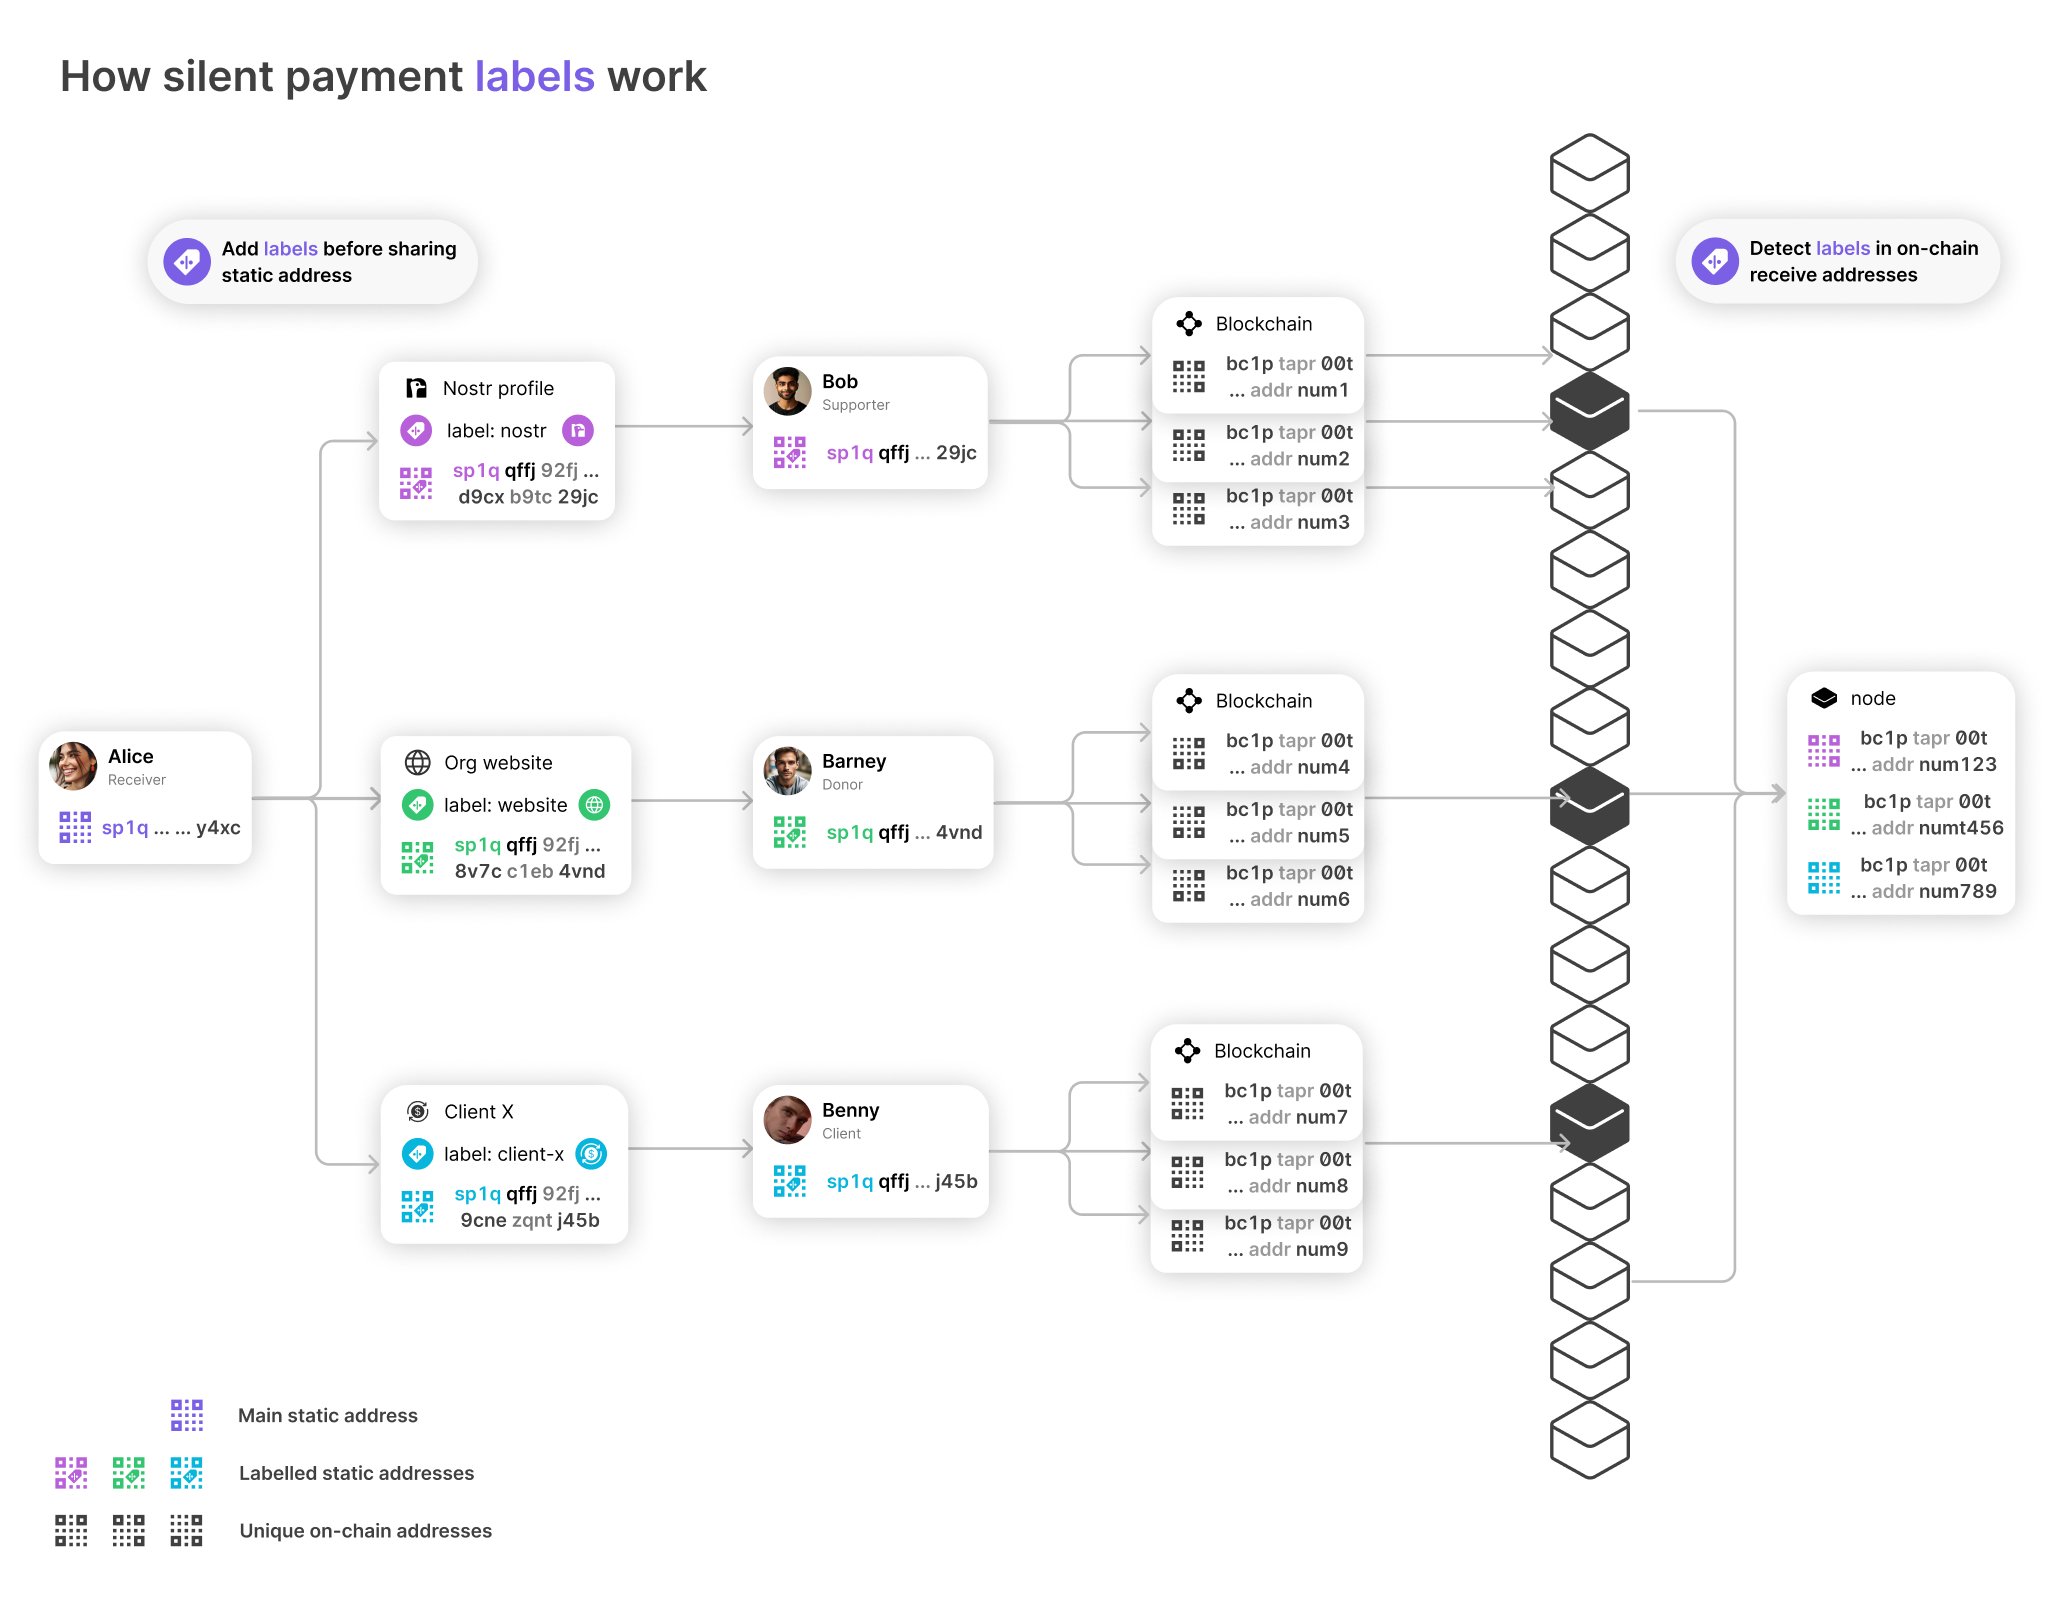 How silent payment labels work
Add labels before sharing
static address
Detect labels in on-chain
receive addresses
Nostr profile
label: nostr
sp1q qffj 92fj ...
d9cx b9tc 29jc
Bob
Supporter
sp1q qffj ... 29jc
Blockchain
bc1p tapr 00t
... addr num1
bc1p tapr 00t
... addr num2
bc1p tapr 00t
... addr num3
Alice
Receiver
sp1q ... ... y4xc
Org website
label: website
sp1q qffj 92fj ...
8v7c c1eb 4vnd
Barney
Donor
sp1q qffj ... 4vnd
Blockchain
bc1p tapr 00t
... addr num4
bc1p tapr 00t
... addr num5
bc1p tapr 00t
... addr num6
node
bc1p tapr 00t
... addr num123
bc1p tapr 00t
... addr numt456
bc1p tapr 00t
... addr num789
Client X
label: client-x
sp1q qffj 92fj ...
9cne zqnt j45b
Benny
Client
sp1q qffj ... j45b
Blockchain
bc1p tapr 00t
... addr num7
bc1p tapr 00t
... addr num8
bc1p tapr 00t
... addr num9
Main static address
Labelled static addresses
Unique on-chain addresses